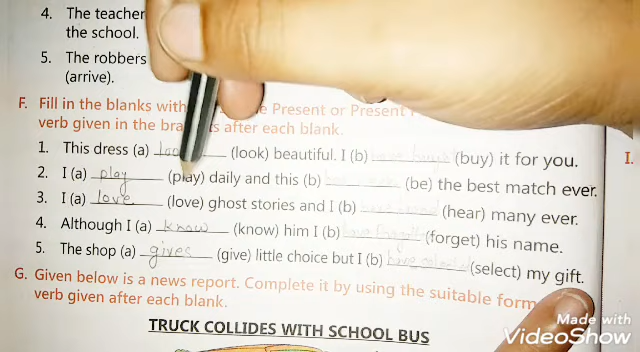 4. The teacher
the school.
5. The robbers
(arrive).
F. Fill in the blanks with e Present or Present
verb given in the bra s after each blank.
1. This dress (a) (look) beautiful. I (b) have bought (buy) it for you.
2. I (a) play (play) daily and this (b) (be) the best match ever.
3. I (a) love (love) ghost stories and I (b) have heard (hear) many ever.
4. Although I (a) know (know) him I (b) have forgot (forget) his name.
5. The shop (a) gives (give) little choice but I (b) have selected (select) my gift.
G. Given below is a news report. Complete it by using the suitable form
verb given after each blank.
TRUCK COLLIDES WITH SCHOOL BUS
I.
Made with
VideoShow